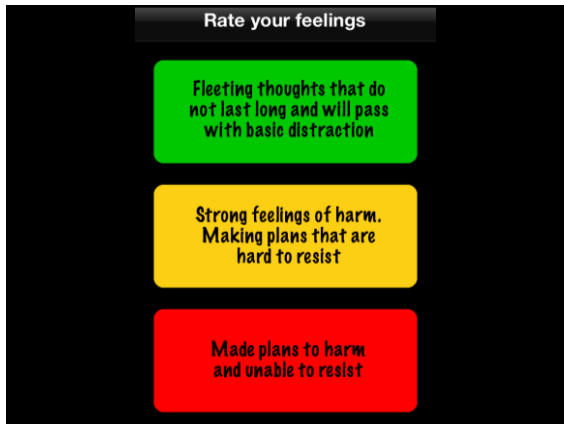 Rate your feelings
Fleeting thoughts that do
not last long and will pass
with basic distraction
Strong feelings of harm.
Making plans that are
hard to resist
Made plans to harm
and unable to resist